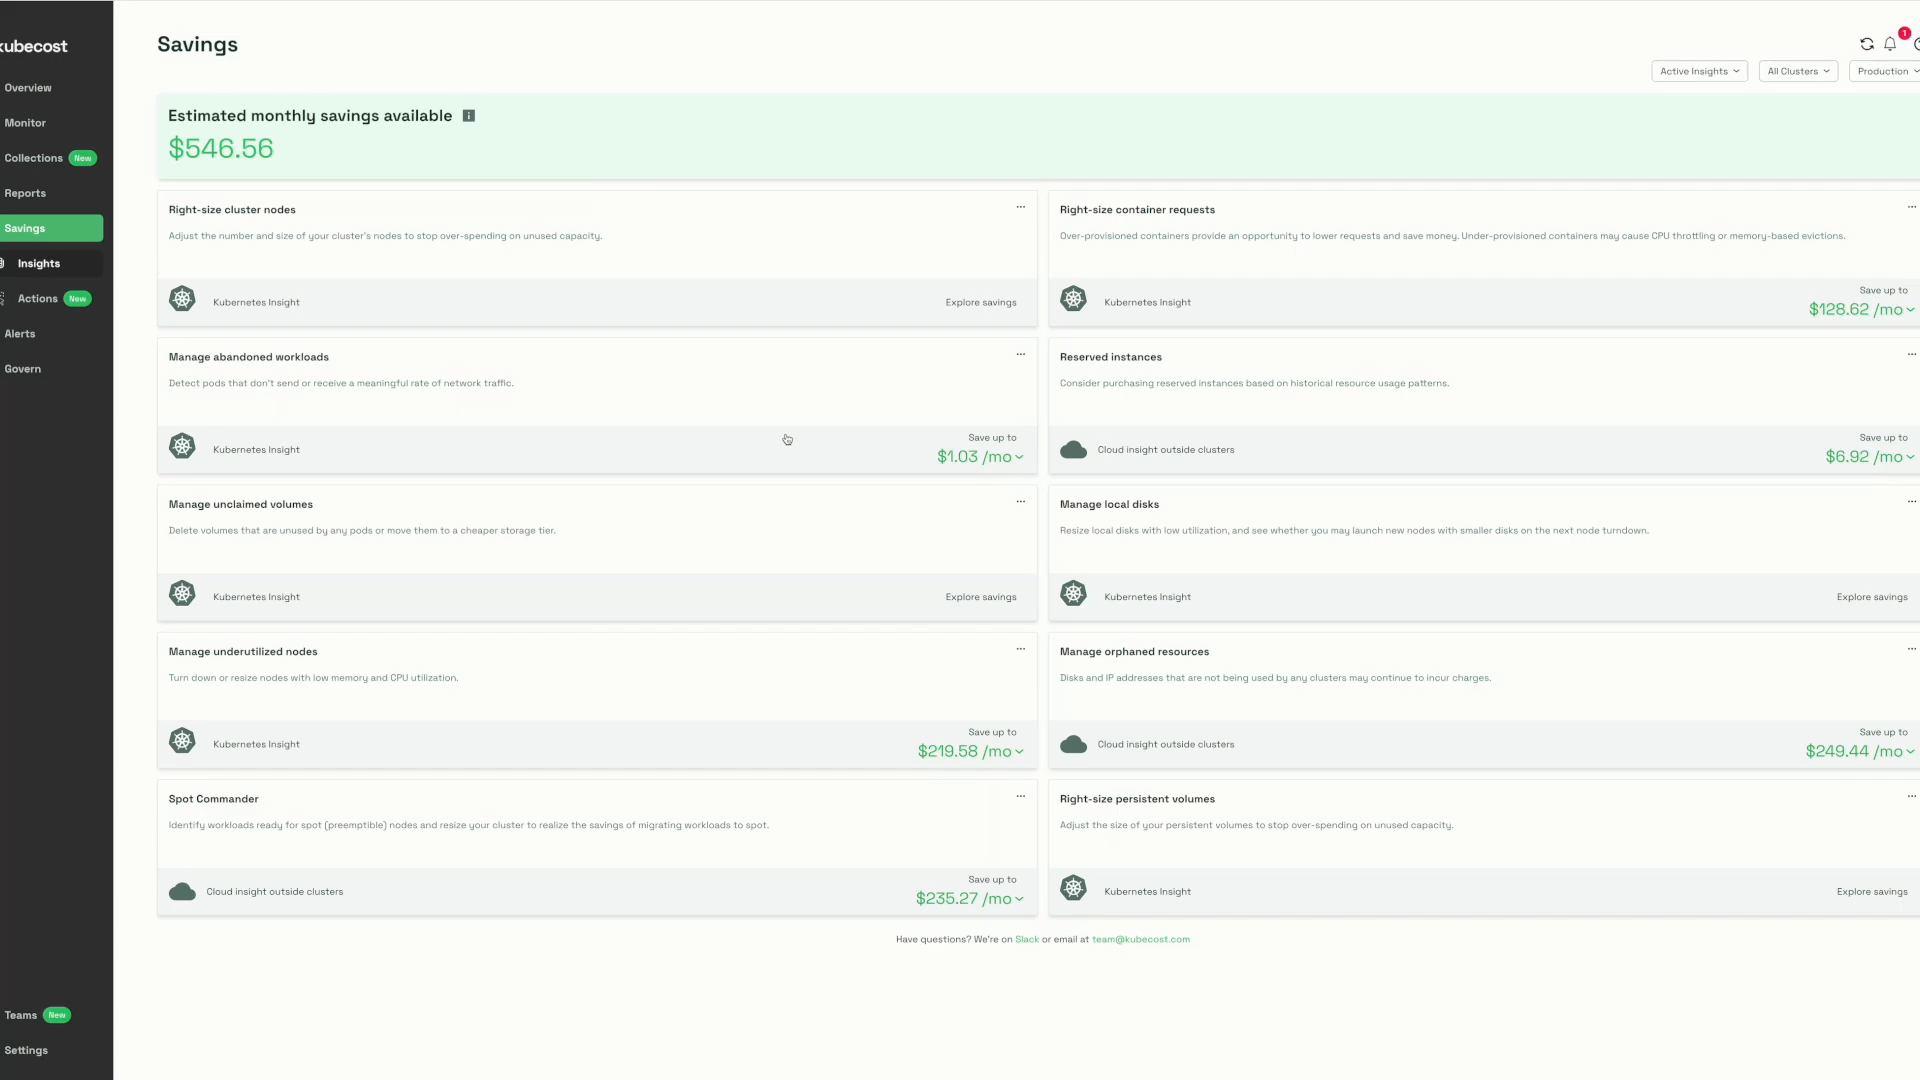 kubecost
Overview
Monitor
Collections New
Reports
Savings
Insights
Actions New
Alerts
Govern
Teams New
Settings
Savings
1
Active Insights
All Clusters
Production
Estimated monthly savings available
$546.56
Right-size cluster nodes
Adjust the number and size of your cluster's nodes to stop over-spending on unused capacity.
Kubernetes Insight
Explore savings
Right-size container requests
Over-provisioned containers provide an opportunity to lower requests and save money. Under-provisioned containers may cause CPU throttling or memory-based evictions.
Kubernetes Insight
Save up to
$128.62 /mo
Manage abandoned workloads
Detect pods that don't send or receive a meaningful rate of network traffic.
Kubernetes Insight
Save up to
$1.03 /mo
Reserved instances
Consider purchasing reserved instances based on historical resource usage patterns.
Cloud insight outside clusters
Save up to
$6.92 /mo
Manage unclaimed volumes
Delete volumes that are unused by any pods or move them to a cheaper storage tier.
Kubernetes Insight
Explore savings
Manage local disks
Resize local disks with low utilization, and see whether you may launch new nodes with smaller disks on the next node turndown.
Kubernetes Insight
Explore savings
Manage underutilized nodes
Turn down or resize nodes with low memory and CPU utilization.
Kubernetes Insight
Save up to
$219.58 /mo
Manage orphaned resources
Disks and IP addresses that are not being used by any clusters may continue to incur charges.
Cloud insight outside clusters
Save up to
$249.44 /mo
Spot Commander
Identify workloads ready for spot (preemptible) nodes and resize your cluster to realize the savings of migrating workloads to spot.
Cloud insight outside clusters
Save up to
$235.27 /mo
Right-size persistent volumes
Adjust the size of your persistent volumes to stop over-spending on unused capacity.
Kubernetes Insight
Explore savings
Have questions? We're on Slack or email at team@kubecost.com